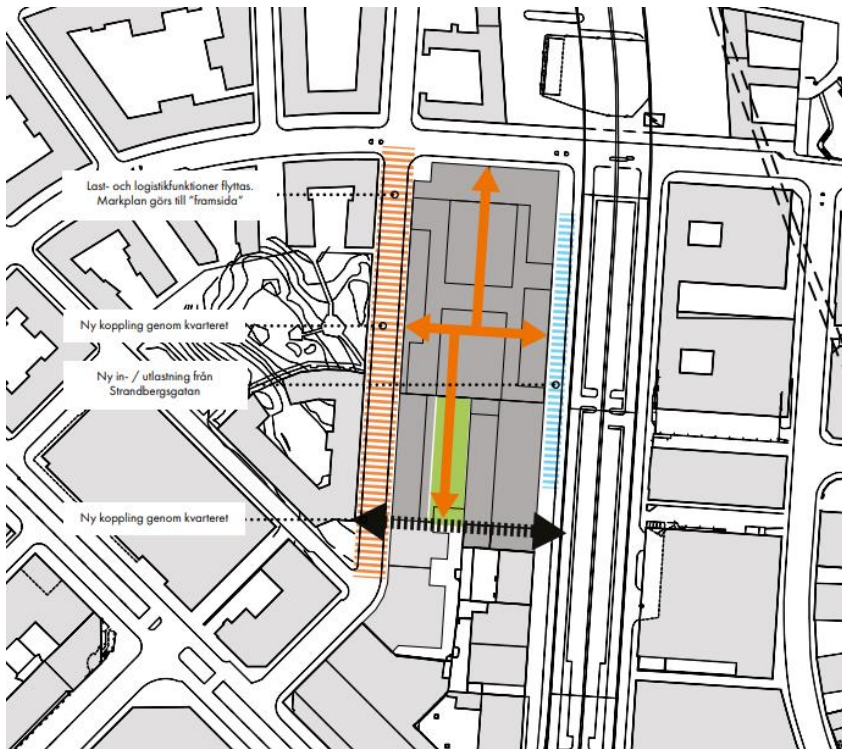 Last- och logistikfunktioner flyttas.
Markplan görs till ”framsida”
Ny koppling genom kvarteret
Ny in- / utlastning från
Strandbergsgatan
Ny koppling genom kvarteret